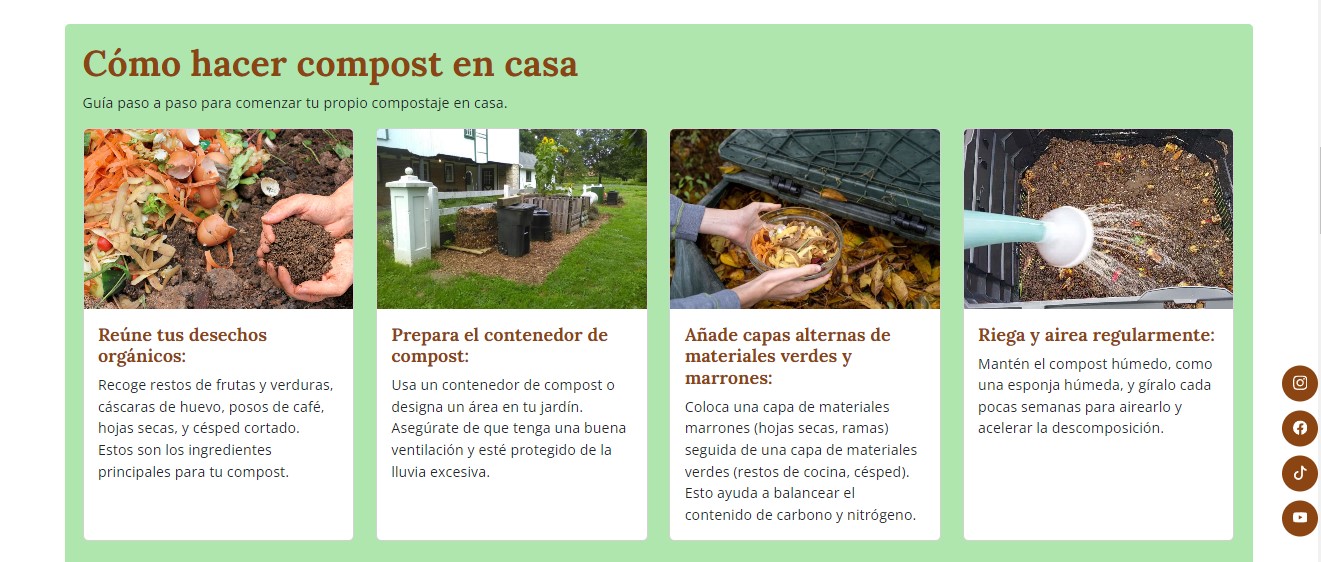 Cómo hacer compost en casa
Guía paso a paso para comenzar tu propio compostaje en casa.
Reúne tus desechos
orgánicos:
Recoge restos de frutas y verduras,
cáscaras de huevo, posos de café,
hojas secas, y césped cortado.
Estos son los ingredientes
principales para tu compost.
Prepara el contenedor de
compost:
Usa un contenedor de compost o
designa un área en tu jardín.
Asegúrate de que tenga una buena
ventilación y esté protegido de la
lluvia excesiva.
Añade capas alternas de
materiales verdes y
marrones:
Coloca una capa de materiales
marrones (hojas secas, ramas)
seguida de una capa de materiales
verdes (restos de cocina, césped).
Esto ayuda a balancear el
contenido de carbono y nitrógeno.
Riega y airea regularmente:
Mantén el compost húmedo, como
una esponja húmeda, y gíralo cada
pocas semanas para airearlo y
acelerar la descomposición.